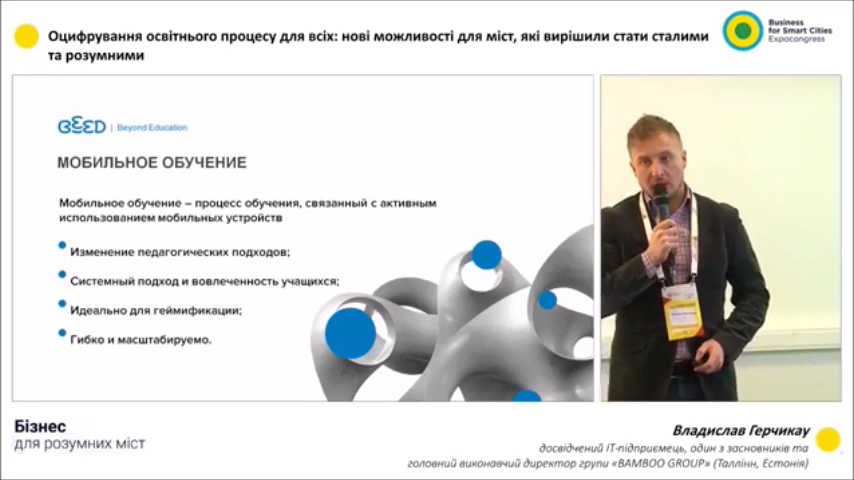 Оцифрування освітнього процесу для всіх: нові можливості для міст, які вирішили стати сталими
та розумними
Business
for Smart Cities
Expocongress
BEED | Beyond Education
МОБИЛЬНОЕ ОБУЧЕНИЕ
Мобильное обучение – процесс обучения, связанный с активным
использованием мобильных устройств
Изменение педагогических подходов;
Системный подход и вовлеченность учащихся;
Идеально для геймификации;
Гибко и масштабируемо.
Бізнес
для розумних міст
Владислав Герчикау
досвідчений ІТ-підприємець, один з засновників та
головний виконавчий директор групи «BAMBOO GROUP» (Таллінн, Естонія)